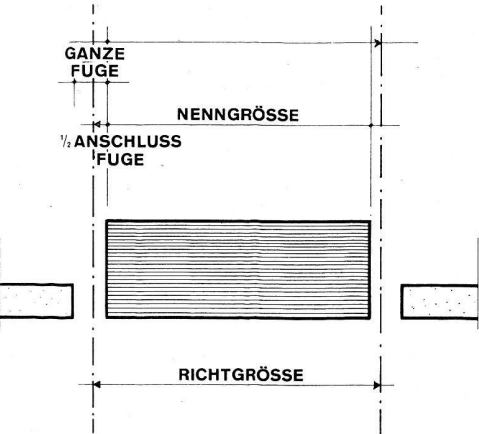 GANZE
FUGE
NENNGRÖSSE
½ ANSCHLUSS
FUGE
RICHTGRÖSSE